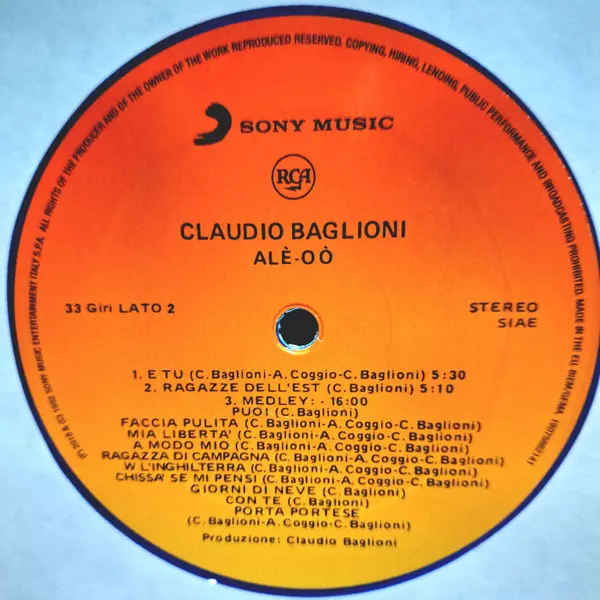 (P) 2018 & (C) 1982 SONY MUSIC ENTERTAINMENT ITALY S.P.A. ALL RIGHTS OF THE PRODUCER AND OF THE OWNER OF THE WORK REPRODUCED RESERVED. COPYING, HIRING, LENDING, PUBLIC PERFORMANCE AND BROADCASTING PROHIBITED. MADE IN THE EU. BIEM/GEMA.
SONY MUSIC
RCA
CLAUDIO BAGLIONI
ALÈ-OÒ
33 Giri LATO 2
STEREO
SIAE
1. E TU (C. Baglioni-A. Coggio-C. Baglioni) 5:30
2. RAGAZZE DELL'EST (C. Baglioni) 5:10
3. MEDLEY: - 16:00
PUOI (C. Baglioni)
FACCIA PULITA (C. Baglioni-A. Coggio-C. Baglioni)
MIA LIBERTA' (C. Baglioni-A. Coggio-C. Baglioni)
A MODO MIO (C. Baglioni-A. Coggio-C. Baglioni)
RAGAZZA DI CAMPAGNA (C. Baglioni-A. Coggio-C. Baglioni)
W L'INGHILTERRA (C. Baglioni-A. Coggio-C. Baglioni)
CHISSA' SE MI PENSI (C. Baglioni-A. Coggio-C. Baglioni)
GIORNI DI NEVE (C. Baglioni)
CON TE (C. Baglioni)
PORTA PORTESE
(C. Baglioni-A. Coggio-C. Baglioni)
Produzione: Claudio Baglioni